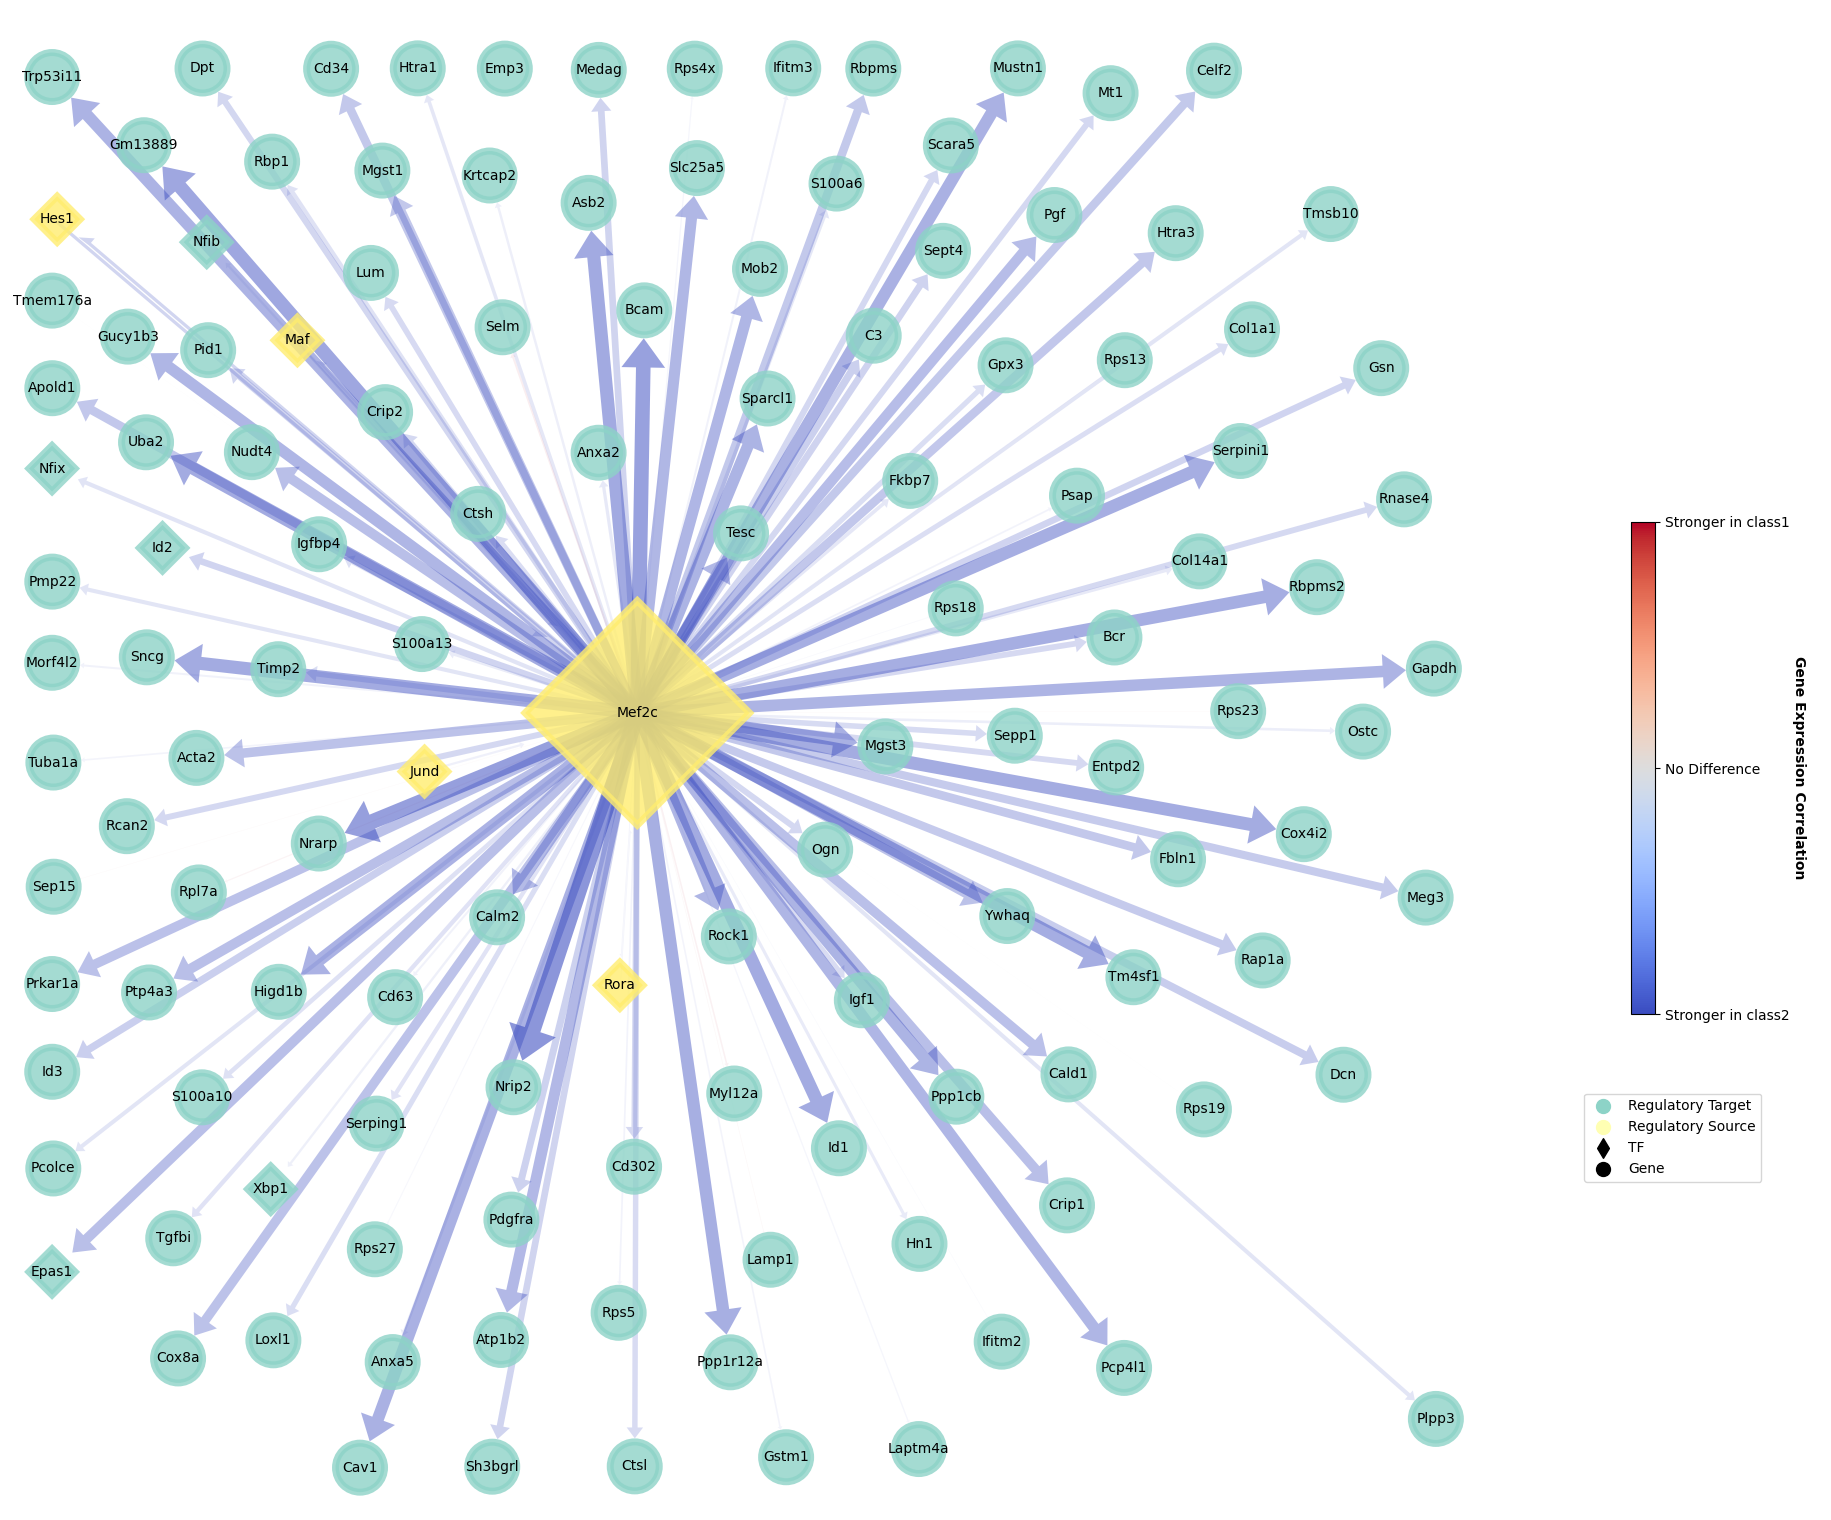 Trp53i11
Dpt
Cd34
Htra1
Emp3
Medag
Rps4x
Ifitm3
Rbpms
Mustn1
Mt1
Celf2
Gm13889
Rbp1
Mgst1
Krtcap2
Slc25a5
S100a6
Scara5
Asb2
Hes1
Nfib
Pgf
Tmsb10
Htra3
Lum
Mob2
Sept4
Tmem176a
Bcam
Selm
Gucy1b3
Pid1
Maf
C3
Col1a1
Gpx3
Rps13
Gsn
Apold1
Crip2
Sparcl1
Uba2
Nudt4
Anxa2
Serpini1
Nfix
Fkbp7
Psap
Rnase4
Ctsh
Tesc
Id2
Igfbp4
Col14a1
Pmp22
Rbpms2
Rps18
S100a13
Bcr
Morf4l2
Sncg
Timp2
Gapdh
Mef2c
Rps23
Sepp1
Ostc
Tuba1a
Acta2
Jund
Mgst3
Entpd2
Rcan2
Nrarp
Ogn
Cox4i2
Fbln1
Sep15
Rpl7a
Meg3
Calm2
Rock1
Ywhaq
Rap1a
Prkar1a
Ptp4a3
Higd1b
Cd63
Rora
Igf1
Tm4sf1
Id3
Nrip2
Cald1
Dcn
S100a10
Myl12a
Ppp1cb
Rps19
Serping1
Id1
Pcolce
Xbp1
Cd302
Crip1
Tgfbi
Pdgfra
Rps27
Hn1
Lamp1
Epas1
Rps5
Cox8a
Loxl1
Atp1b2
Anxa5
Ppp1r12a
Ifitm2
Pcp4l1
Plpp3
Cav1
Sh3bgrl
Ctsl
Gstm1
Laptm4a
Stronger in class1
No Difference
Stronger in class2
Gene Expression Correlation
Regulatory Target
Regulatory Source
TF
Gene